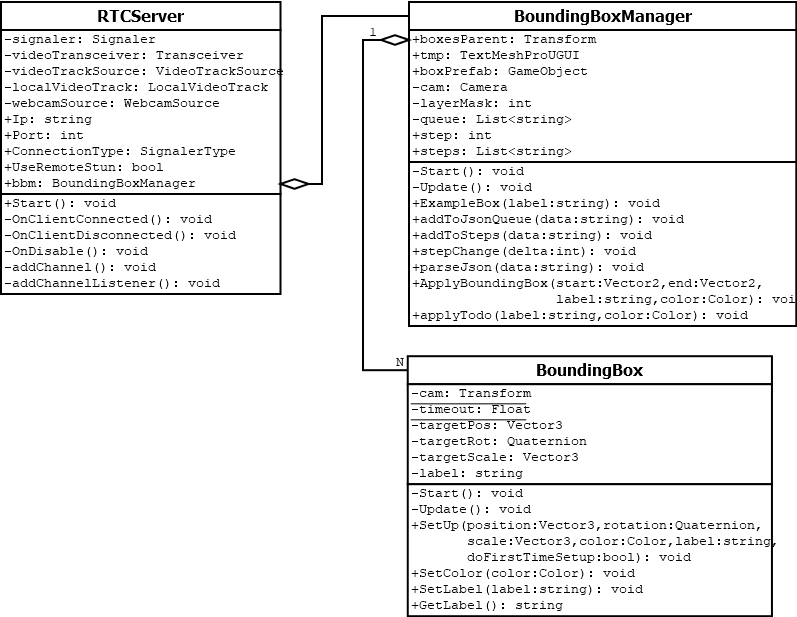 RTCServer
-signaler: Signaler
-videoTransceiver: Transceiver
-videoTrackSource: VideoTrackSource
-localVideoTrack: LocalVideoTrack
-webcamSource: WebcamSource
+Ip: string
+Port: int
+ConnectionType: SignalerType
+UseRemoteStun: bool
+bbm: BoundingBoxManager
+Start(): void
-OnClientConnected(): void
-OnClientDisconnected(): void
-OnDisable(): void
-addChannel(): void
-addChannelListener(): void
1
BoundingBoxManager
+boxesParent: Transform
+tmp: TextMeshProUGUI
+boxPrefab: GameObject
-cam: Camera
-layerMask: int
-queue: List<string>
+step: int
+steps: List<string>
-Start(): void
-Update(): void
+ExampleBox(label:string): void
+addToJsonQueue(data:string): void
+addToSteps(data:string): void
+stepChange(delta:int): void
+parseJson(data:string): void
+ApplyBoundingBox(start:Vector2,end:Vector2,
label:string,color:Color): voi
+applyTodo(label:string,color:Color): void
N
BoundingBox
-cam: Transform
-timeout: Float
-targetPos: Vector3
-targetRot: Quaternion
-targetScale: Vector3
-label: string
-Start(): void
-Update(): void
+SetUp(position:Vector3,rotation:Quaternion,
scale:Vector3,color:Color,label:string,
doFirstTimeSetup:bool): void
+SetColor(color:Color): void
+SetLabel(label:string): void
+GetLabel(): string